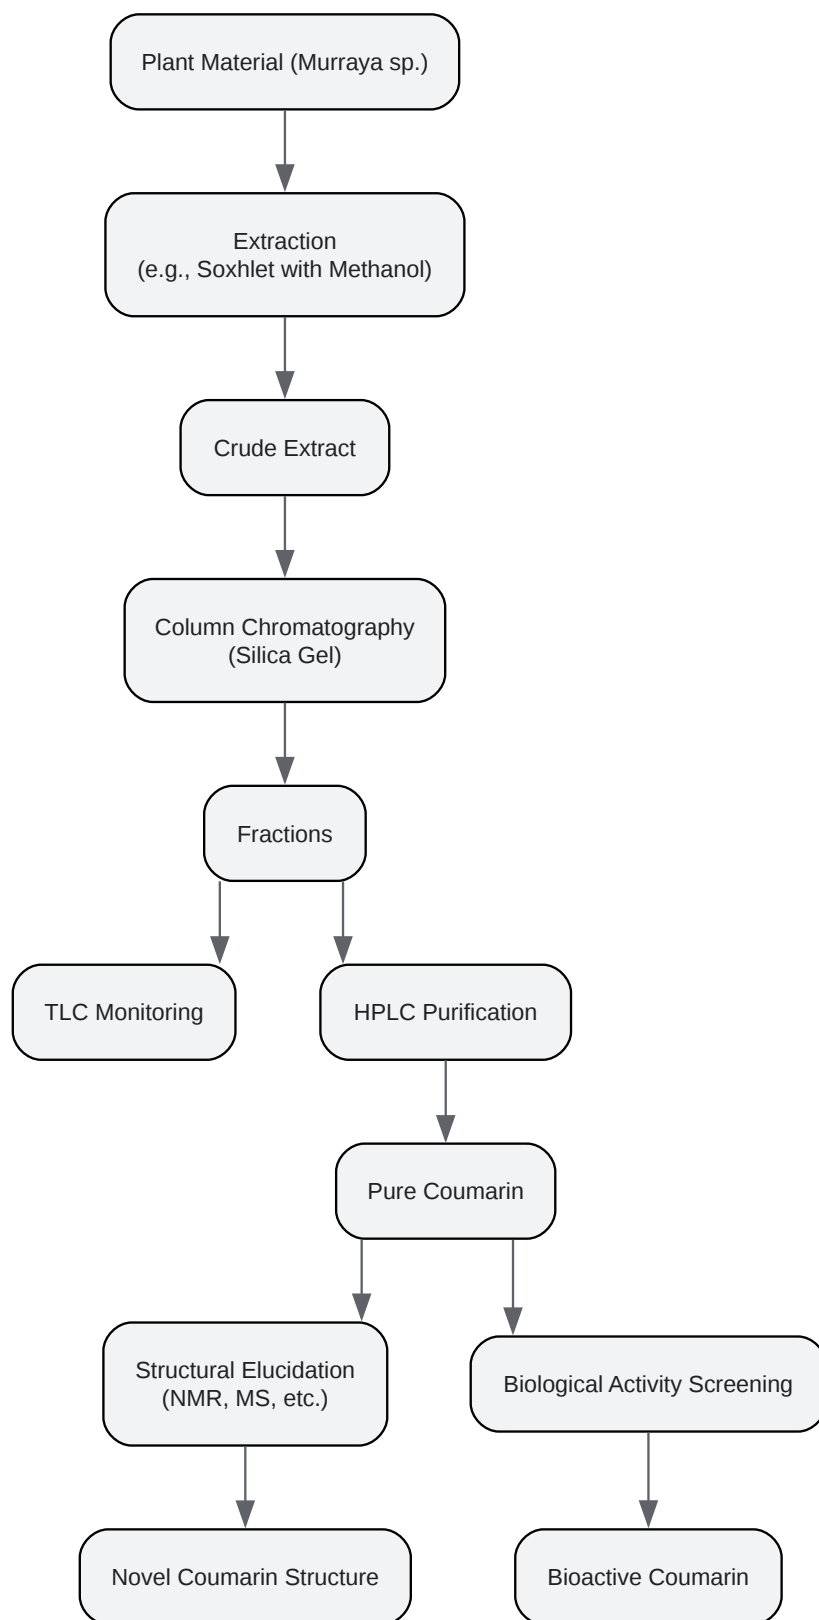 Plant Material (Murraya sp.)
Extraction
(e.g., Soxhlet with Methanol)
Crude Extract
Column Chromatography
(Silica Gel)
Fractions
TLC Monitoring
HPLC Purification
Pure Coumarin
Structural Elucidation
(NMR, MS, etc.)
Biological Activity Screening
Novel Coumarin Structure
Bioactive Coumarin